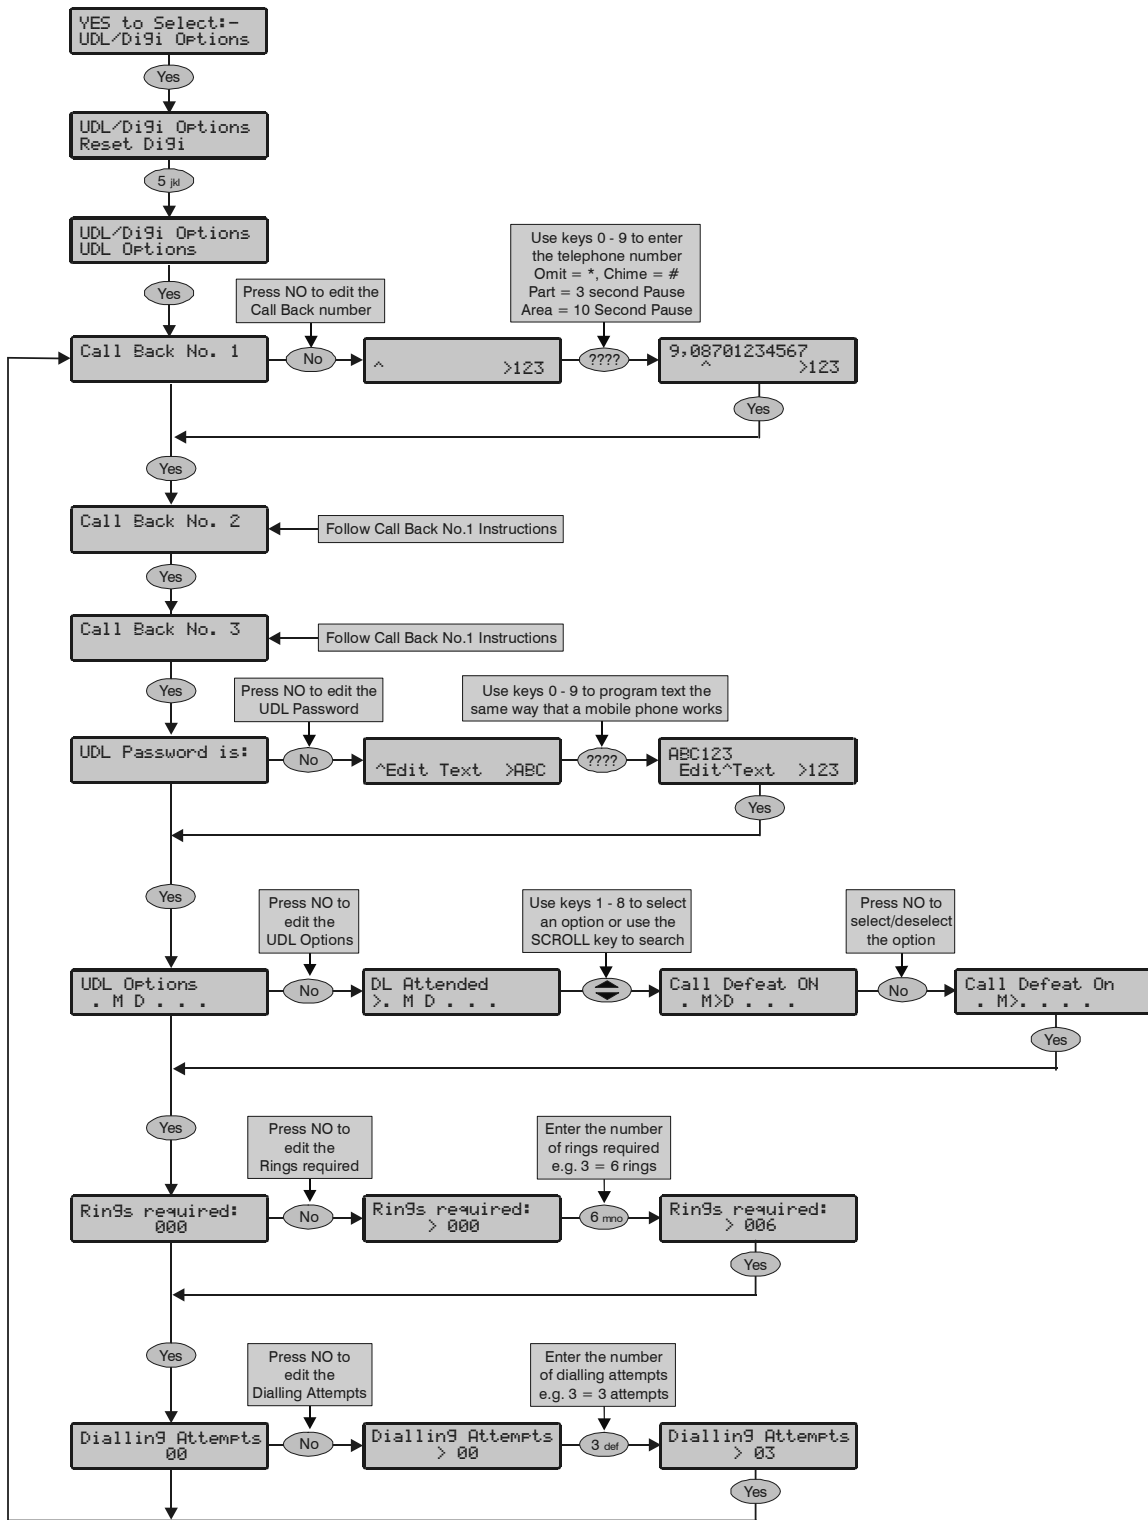 YES to Select:-
UDL/Digi Options
Yes
UDL/Digi Options
Reset Digi
5 jkl
UDL/Digi Options
UDL Options
Yes
Press NO to edit the
Call Back number
Use keys 0 - 9 to enter
the telephone number
Omit = *, Chime = #
Part = 3 second Pause
Area = 10 Second Pause
Call Back No. 1
No
^ >123
????
9,08701234567
^ >123
Yes
Yes
Call Back No. 2
Follow Call Back No.1 Instructions
Yes
Call Back No. 3
Follow Call Back No.1 Instructions
Yes
Press NO to edit the
UDL Password
Use keys 0 - 9 to program text the
same way that a mobile phone works
UDL Password is:
No
^Edit Text >ABC
????
ABC123
Edit^Text >123
Yes
Yes
Press NO to
edit the
UDL Options
Use keys 1 - 8 to select
an option or use the
SCROLL key to search
Press NO to
select/deselect
the option
UDL Options
. M D . . .
No
DL Attended
>. M D . . .
Call Defeat ON
. M>D . . .
No
Call Defeat On
. M>. . . .
Yes
Yes
Press NO to
edit the
Rings required
Enter the number
of rings required
e.g. 3 = 6 rings
Rings required:
000
No
Rings required:
> 000
6 mno
Rings required:
> 006
Yes
Yes
Press NO to
edit the
Dialling Attempts
Enter the number
of dialling attempts
e.g. 3 = 3 attempts
Dialling Attempts
00
No
Dialling Attempts
> 00
3 def
Dialling Attempts
> 03
Yes